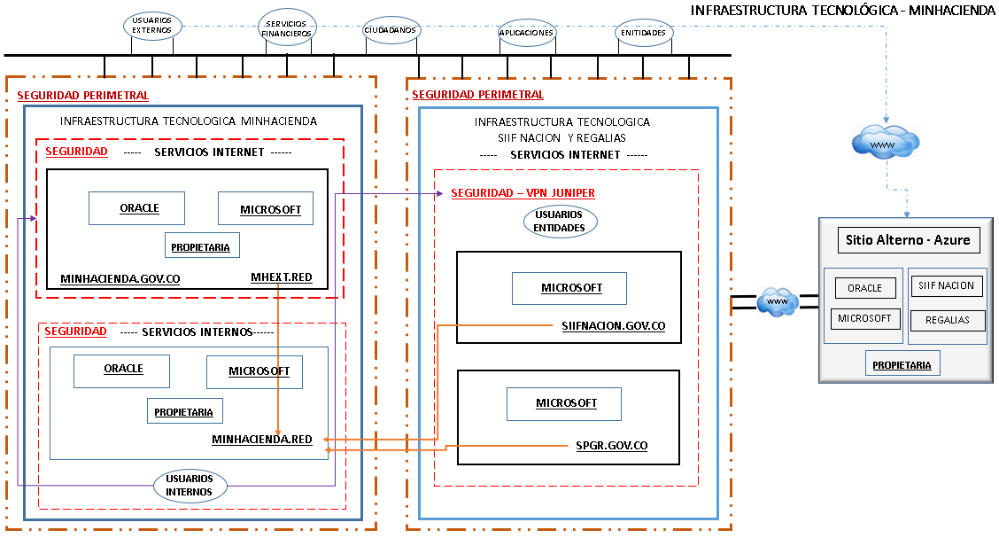 INFRAESTRUCTURA TECNOLÓGICA - MINHACIENDA
USUARIOS
EXTERNOS
SERVICIOS
FINANCIEROS
CIUDADANOS
APLICACIONES
ENTIDADES
SEGURIDAD PERIMETRAL
INFRAESTRUCTURA TECNOLOGICA MINHACIENDA
SEGURIDAD ----- SERVICIOS INTERNET ------
ORACLE
MICROSOFT
PROPIETARIA
MINHACIENDA.GOV.CO
MHEXT.RED
SEGURIDAD ----- SERVICIOS INTERNOS------
ORACLE
MICROSOFT
PROPIETARIA
MINHACIENDA.RED
USUARIOS
INTERNOS
SEGURIDAD PERIMETRAL
INFRAESTRUCTURA TECNOLOGICA
SIIF NACION Y REGALIAS
----- SERVICIOS INTERNET ------
SEGURIDAD – VPN JUNIPER
USUARIOS
ENTIDADES
MICROSOFT
SIIFNACION.GOV.CO
MICROSOFT
SPGR.GOV.CO
WWW
WWW
Sitio Alterno - Azure
ORACLE
MICROSOFT
SIIF NACION
REGALIAS
PROPIETARIA